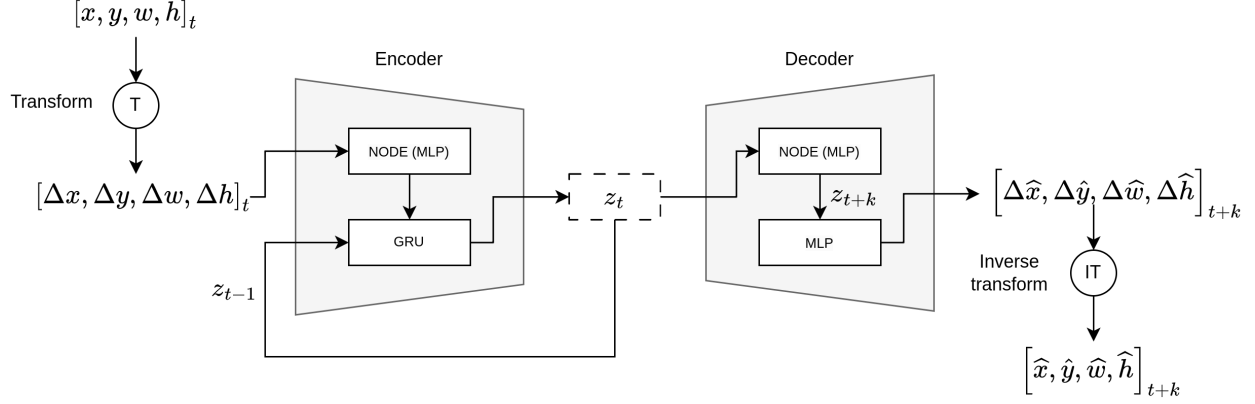 [x, y, w, h]_t
Transform
T
[Δx, Δy, Δw, Δh]_t
Encoder
NODE (MLP)
GRU
z_{t-1}
z_t
Decoder
NODE (MLP)
z_{t+k}
MLP
[Δx̂, Δŷ, Δŵ, Δĥ]_{t+k}
Inverse
transform
IT
[x̂, ŷ, ŵ, ĥ]_{t+k}